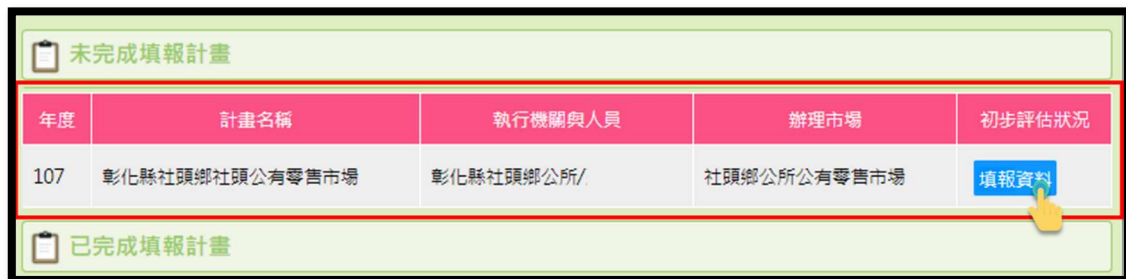 未完成填報計畫
年度 計畫名稱 執行機關與人員 辦理市場 初步評估狀況
107 彰化縣社頭鄉社頭公有零售市場 彰化縣社頭鄉公所/ 社頭鄉公所公有零售市場 填報資料
已完成填報計畫